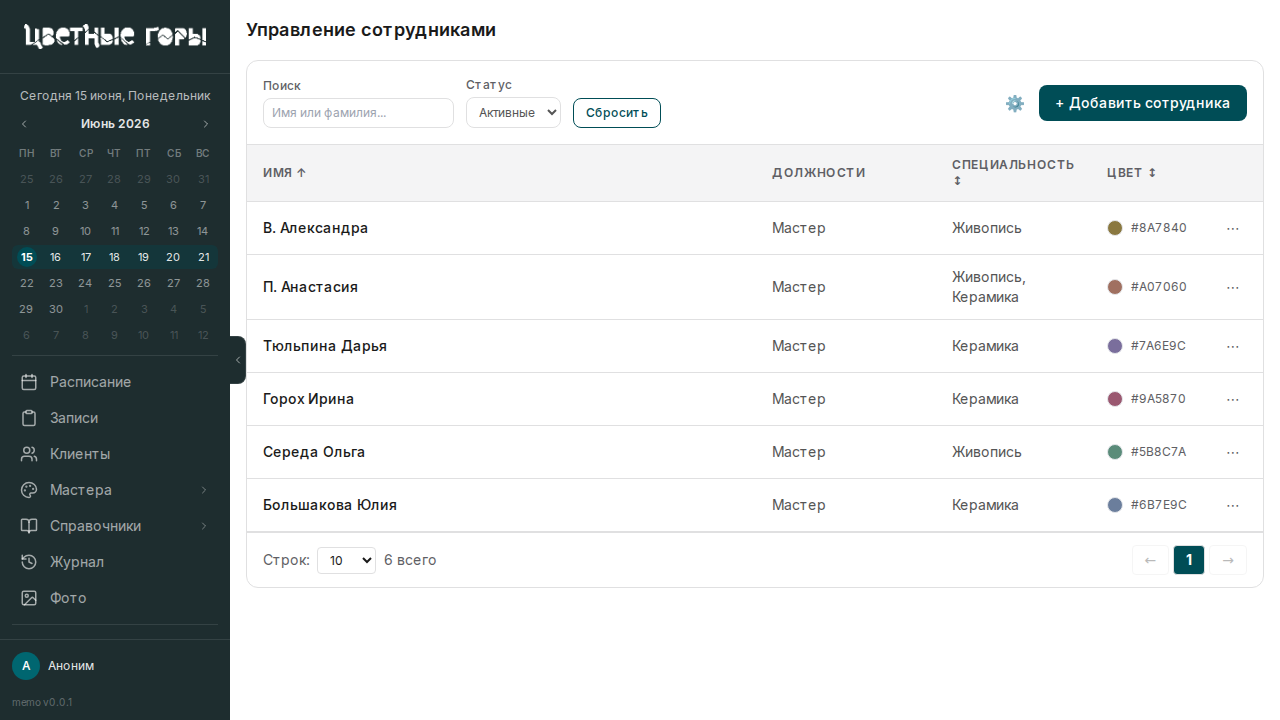 Цветные горы
Сегодня 15 июня, Понедельник
‹ Июнь 2026 ›
ПН ВТ СР ЧТ ПТ СБ ВС
25 26 27 28 29 30 31
1 2 3 4 5 6 7
8 9 10 11 12 13 14
15 16 17 18 19 20 21
22 23 24 25 26 27 28
29 30 1 2 3 4 5
6 7 8 9 10 11 12
Расписание
Записи
Клиенты
Мастера ›
Справочники ›
Журнал
Фото
А Аноним
memo v0.0.1
‹
Управление сотрудниками
Поиск Статус
Имя или фамилия... Активные Сбросить
+ Добавить сотрудника
ИМЯ ↑ ДОЛЖНОСТИ СПЕЦИАЛЬНОСТЬ ↕ ЦВЕТ ↕
В. Александра Мастер Живопись #8A7840 ···
П. Анастасия Мастер Живопись, Керамика #A07060 ···
Тюльпина Дарья Мастер Керамика #7A6E9C ···
Горох Ирина Мастер Керамика #9A5870 ···
Середа Ольга Мастер Живопись #5B8C7A ···
Большакова Юлия Мастер Керамика #6B7E9C ···
Строк: 10 6 всего ← 1 →